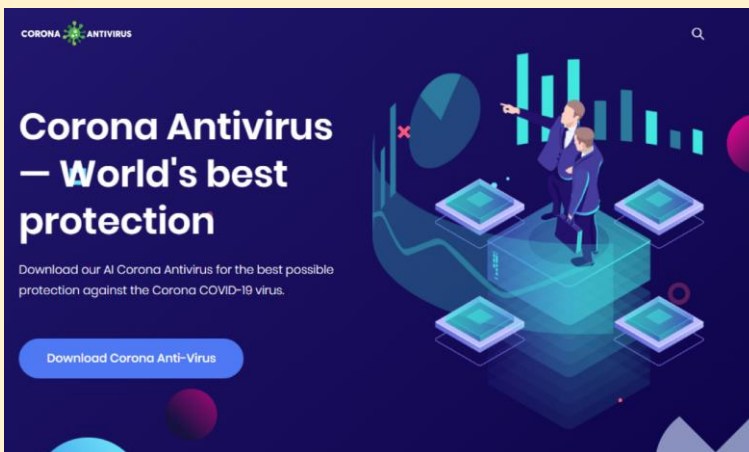 CORONA ANTIVIRUS
Corona Antivirus
— World's best
protection
Download our AI Corona Antivirus for the best possible
protection against the Corona COVID-19 virus.
Download Corona Anti-Virus